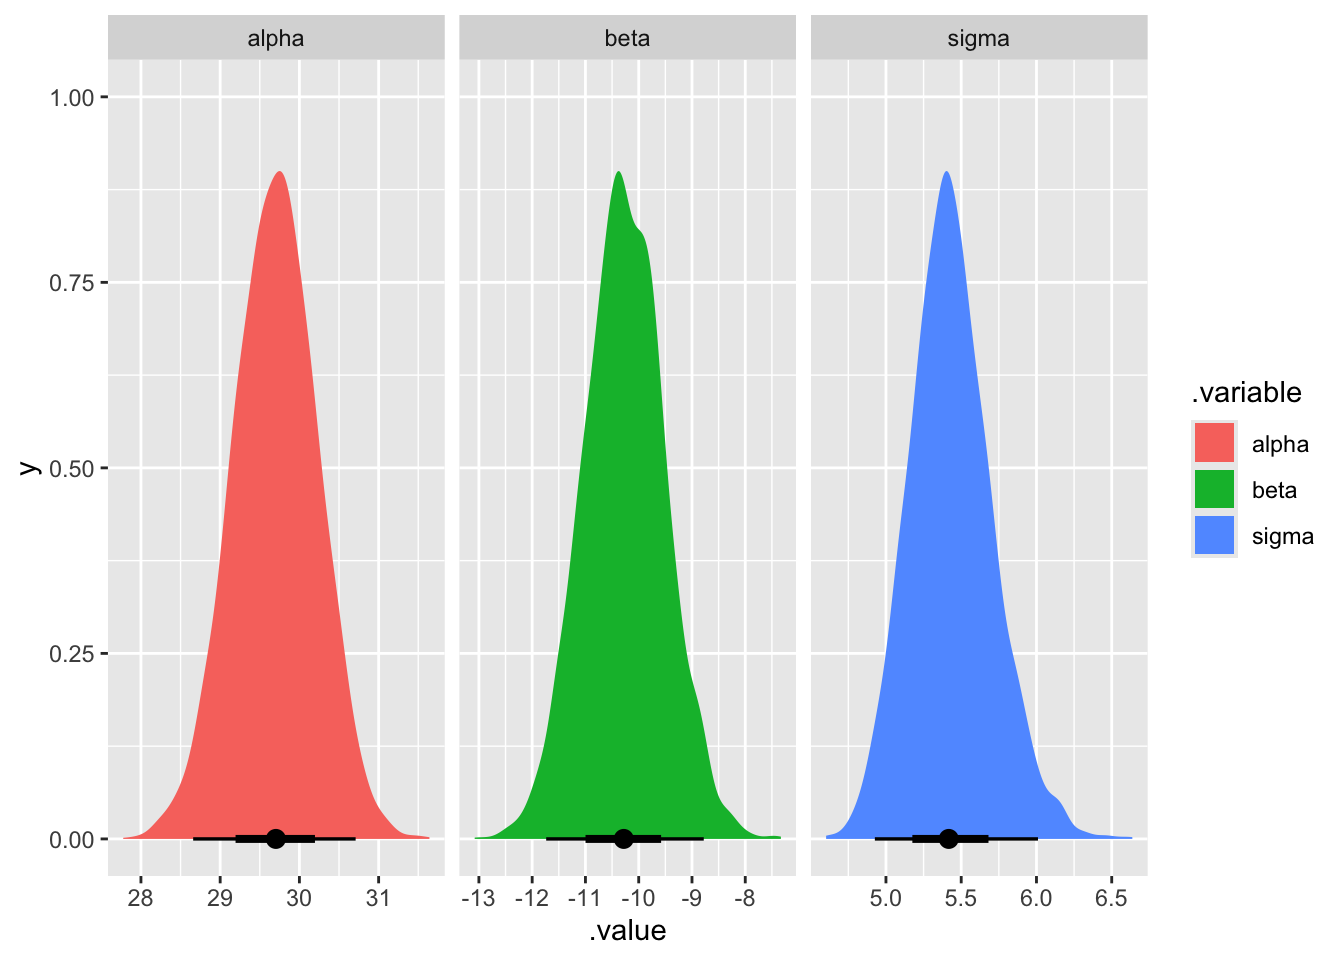 alpha beta sigma
1.00
0.75
0.50
0.25
0.00
y
28 29 30 31
-13 -12 -11 -10 -9 -8
5.0 5.5 6.0 6.5
.value
.variable
alpha
beta
sigma